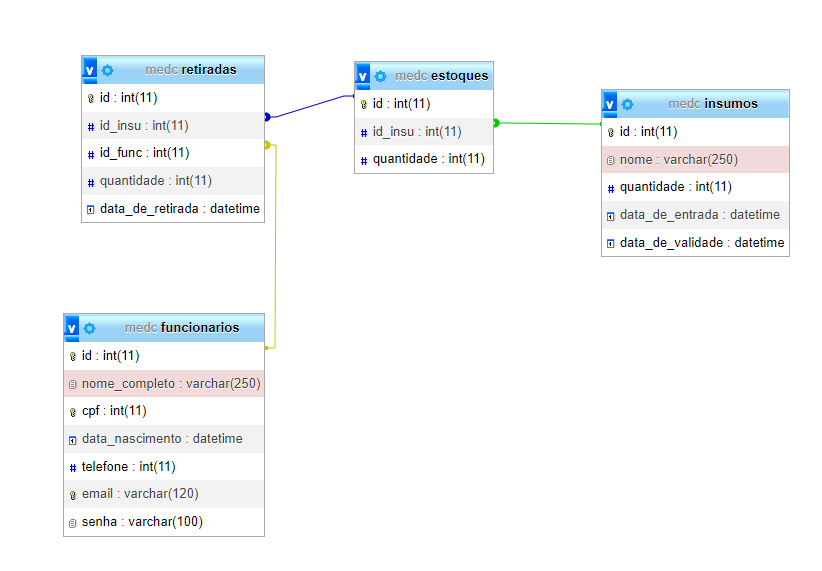 medc retiradas
id : int(11)
id_insu : int(11)
id_func : int(11)
quantidade : int(11)
data_de_retirada : datetime
medc estoques
id : int(11)
id_insu : int(11)
quantidade : int(11)
medc insumos
id : int(11)
nome : varchar(250)
quantidade : int(11)
data_de_entrada : datetime
data_de_validade : datetime
medc funcionarios
id : int(11)
nome_completo : varchar(250)
cpf : int(11)
data_nascimento : datetime
telefone : int(11)
email : varchar(120)
senha : varchar(100)